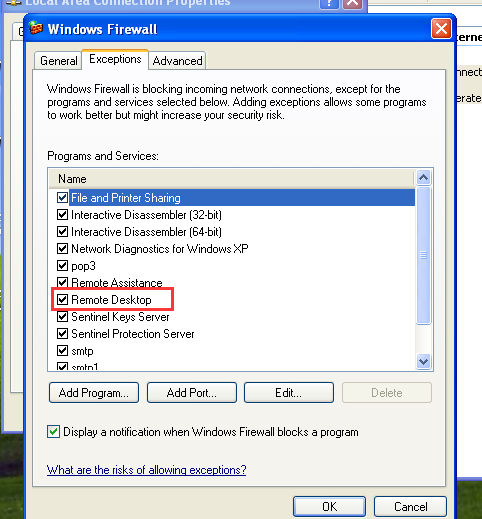 Local Area Connection Properties
Windows Firewall
General
Exceptions
Advanced
Windows Firewall is blocking incoming network connections, except for the
programs and services selected below. Adding exceptions allows some programs
to work better but might increase your security risk.
Programs and Services:
Name
File and Printer Sharing
Interactive Disassembler (32-bit)
Interactive Disassembler (64-bit)
Network Diagnostics for Windows XP
pop3
Remote Assistance
Remote Desktop
Sentinel Keys Server
Sentinel Protection Server
smtp
smtp1
Add Program...
Add Port...
Edit...
Delete
Display a notification when Windows Firewall blocks a program
What are the risks of allowing exceptions?
OK
Cancel